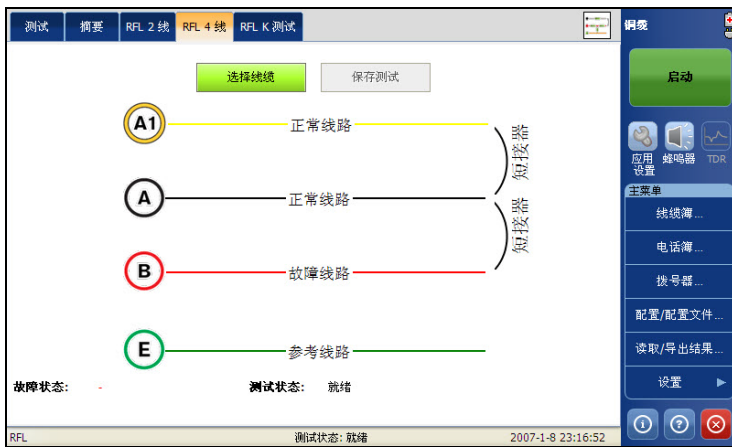 测试 摘要 RFL 2 线 RFL 4 线 RFL K 测试
铜缆
选择线缆 保存测试
启动
A1 正常线路
短接器
应用设置 蜂鸣器 TDR
主菜单
A 正常线路
短接器
线缆簿...
电话簿...
B 故障线路
拨号器...
配置/配置文件...
E 参考线路
读取/导出结果...
故障状态: - 测试状态: 就绪
设置
RFL 测试状态: 就绪 2007-1-8 23:16:52